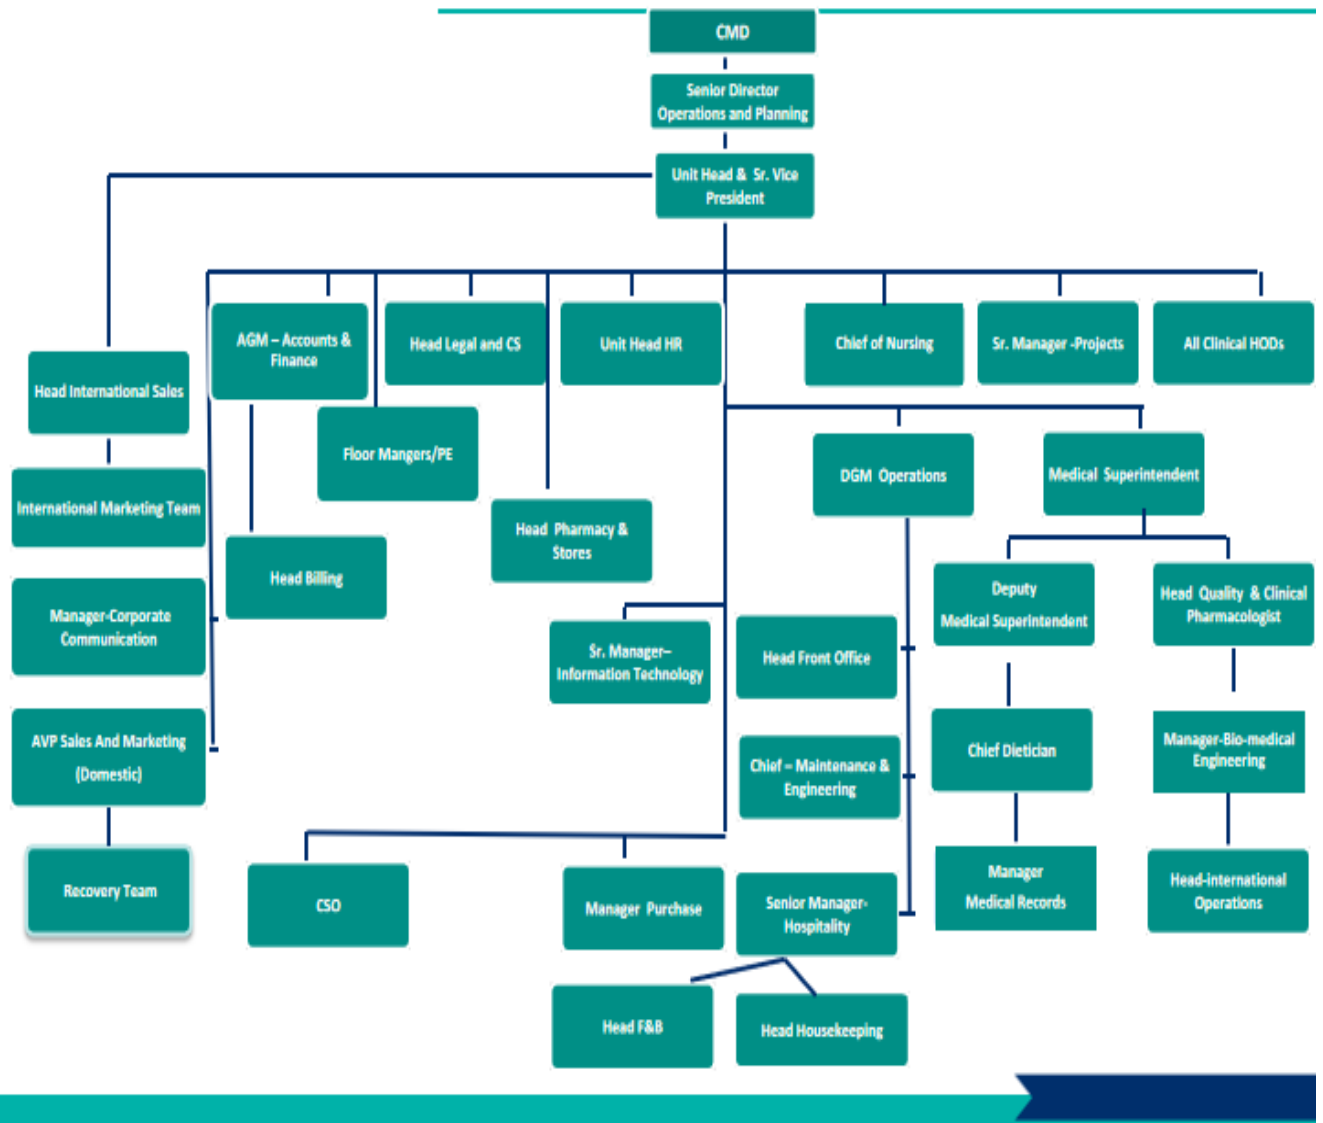 CMD
Senior Director
Operations and Planning
Unit Head & Sr. Vice
President
AGM – Accounts &
Finance
Head Legal and CS
Unit Head HR
Chief of Nursing
Sr. Manager -Projects
All Clinical HODs
Head International Sales
Floor Mangers/PE
DGM Operations
Medical Superintendent
International Marketing Team
Head Pharmacy &
Stores
Head Billing
Deputy
Medical Superintendent
Head Quality & Clinical
Pharmacologist
Manager-Corporate
Communication
Sr. Manager–
Information Technology
Head Front Office
AVP Sales And Marketing
(Domestic)
Chief – Maintenance &
Engineering
Chief Dietician
Manager-Bio-medical
Engineering
Recovery Team
CSO
Manager Purchase
Senior Manager-
Hospitality
Manager
Medical Records
Head-international
Operations
Head F&B
Head Housekeeping